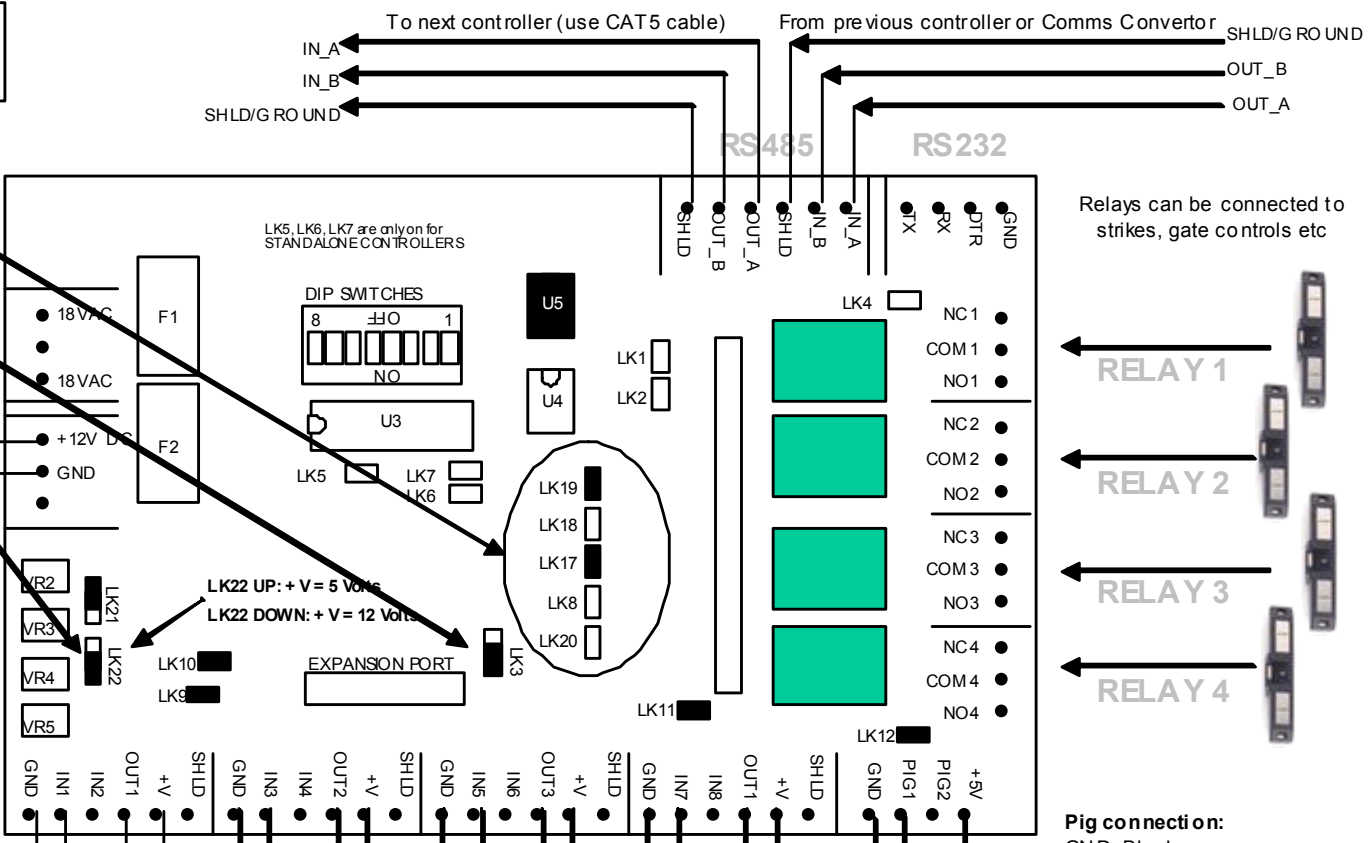 To next controller (use CAT5 cable)
From previous controller or Comms Convertor
IN_A
IN_B
SHLD/GROUND
SHLD/GROUND
OUT_B
OUT_A
RS485
RS232
SHLD
OUT_B
OUT_A
SHLD
IN_B
IN_A
TX
RX
DTR
GND
Relays can be connected to
strikes, gate controls etc
LK5, LK6, LK7 are only on for
STANDALONE CONTROLLERS
DIP SWITCHES
8
OFF
1
NO
18VAC
18VAC
F1
+12V DC
GND
F2
U3
U5
U4
LK1
LK2
LK4
LK5
LK7
LK6
LK19
LK18
LK17
LK8
LK20
NC1
COM1
NO1
RELAY 1
NC2
COM2
NO2
RELAY 2
NC3
COM3
NO3
RELAY 3
NC4
COM4
NO4
RELAY 4
VR2
VR3
VR4
VR5
LK21
LK22
LK22 UP: + V = 5 Volts
LK22 DOWN: + V = 12 Volts
LK10
LK9
EXPANSION PORT
LK3
LK11
LK12
GND
IN1
IN2
OUT1
+V
SHLD
GND
IN3
IN4
OUT2
+V
SHLD
GND
IN5
IN6
OUT3
+V
SHLD
GND
IN7
IN8
OUT1
+V
SHLD
GND
PIG1
PIG2
+5V
Pig connection: